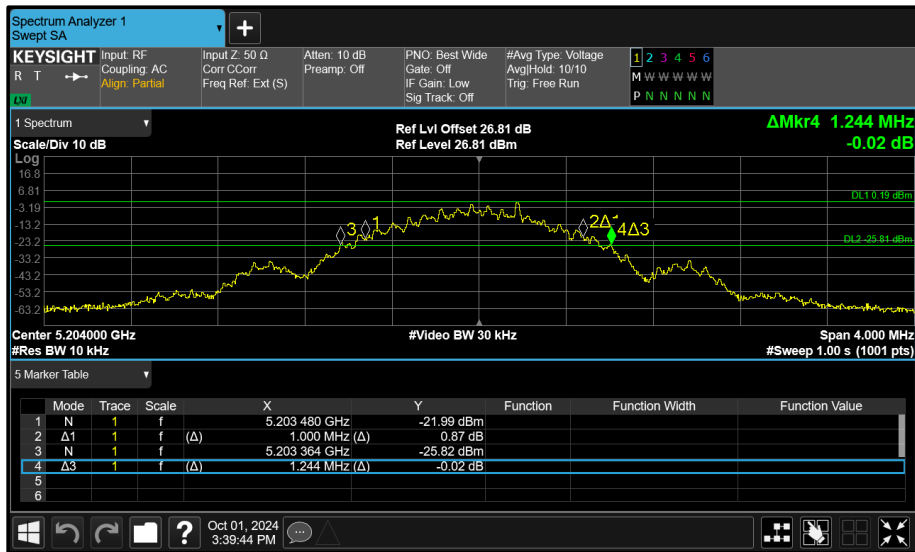 Spectrum Analyzer 1
Swept SA
KEYSIGHT
R T
LXI
Input: RF
Coupling: AC
Align: Partial
Input Z: 50 Ω
Corr CCorr
Freq Ref: Ext (S)
Atten: 10 dB
Preamp: Off
PNO: Best Wide
Gate: Off
IF Gain: Low
Sig Track: Off
#Avg Type: Voltage
Avg|Hold: 10/10
Trig: Free Run
1 2 3 4 5 6
M W W W W W
P N N N N N
1 Spectrum
Scale/Div 10 dB
Ref Lvl Offset 26.81 dB
Ref Level 26.81 dBm
ΔMkr4 1.244 MHz
-0.02 dB
Log
16.8
6.81
-3.19
-13.2
-23.2
-33.2
-43.2
-53.2
-63.2
DL1 0.19 dBm
3 1
2Δ1
4Δ3
DL2 -25.81 dBm
Center 5.204000 GHz #Video BW 30 kHz Span 4.000 MHz
#Res BW 10 kHz #Sweep 1.00 s (1001 pts)
5 Marker Table
Mode Trace Scale X Y Function Function Width Function Value
1 N 1 f 5.203 480 GHz -21.99 dBm
2 Δ1 1 f (Δ) 1.000 MHz (Δ) 0.87 dB
3 N 1 f 5.203 364 GHz -25.82 dBm
4 Δ3 1 f (Δ) 1.244 MHz (Δ) -0.02 dB
5
6
?
Oct 01, 2024
3:39:44 PM